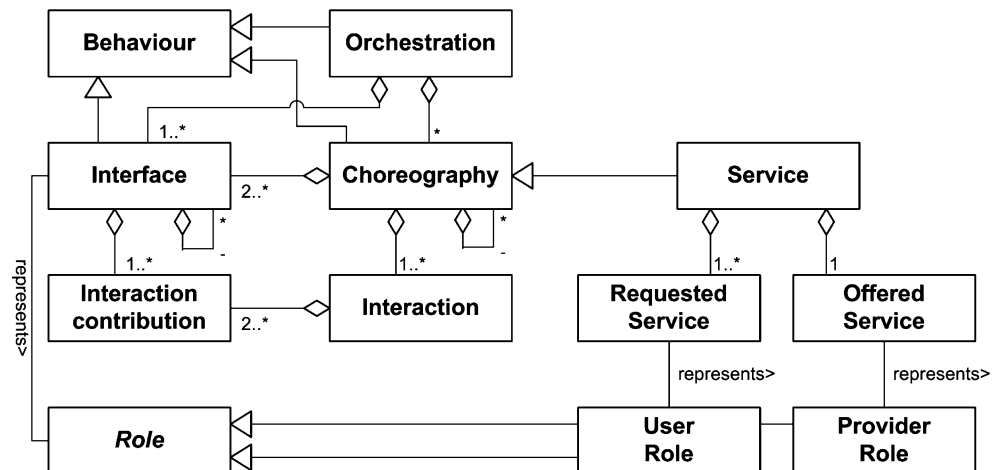 Behaviour
Orchestration
1..*
*
Interface
2..*
Choreography
Service
*
-
*
-
1..*
1..*
1..*
1
Interaction
contribution
2..*
Interaction
Requested
Service
Offered
Service
represents>
represents>
represents>
Role
User
Role
Provider
Role